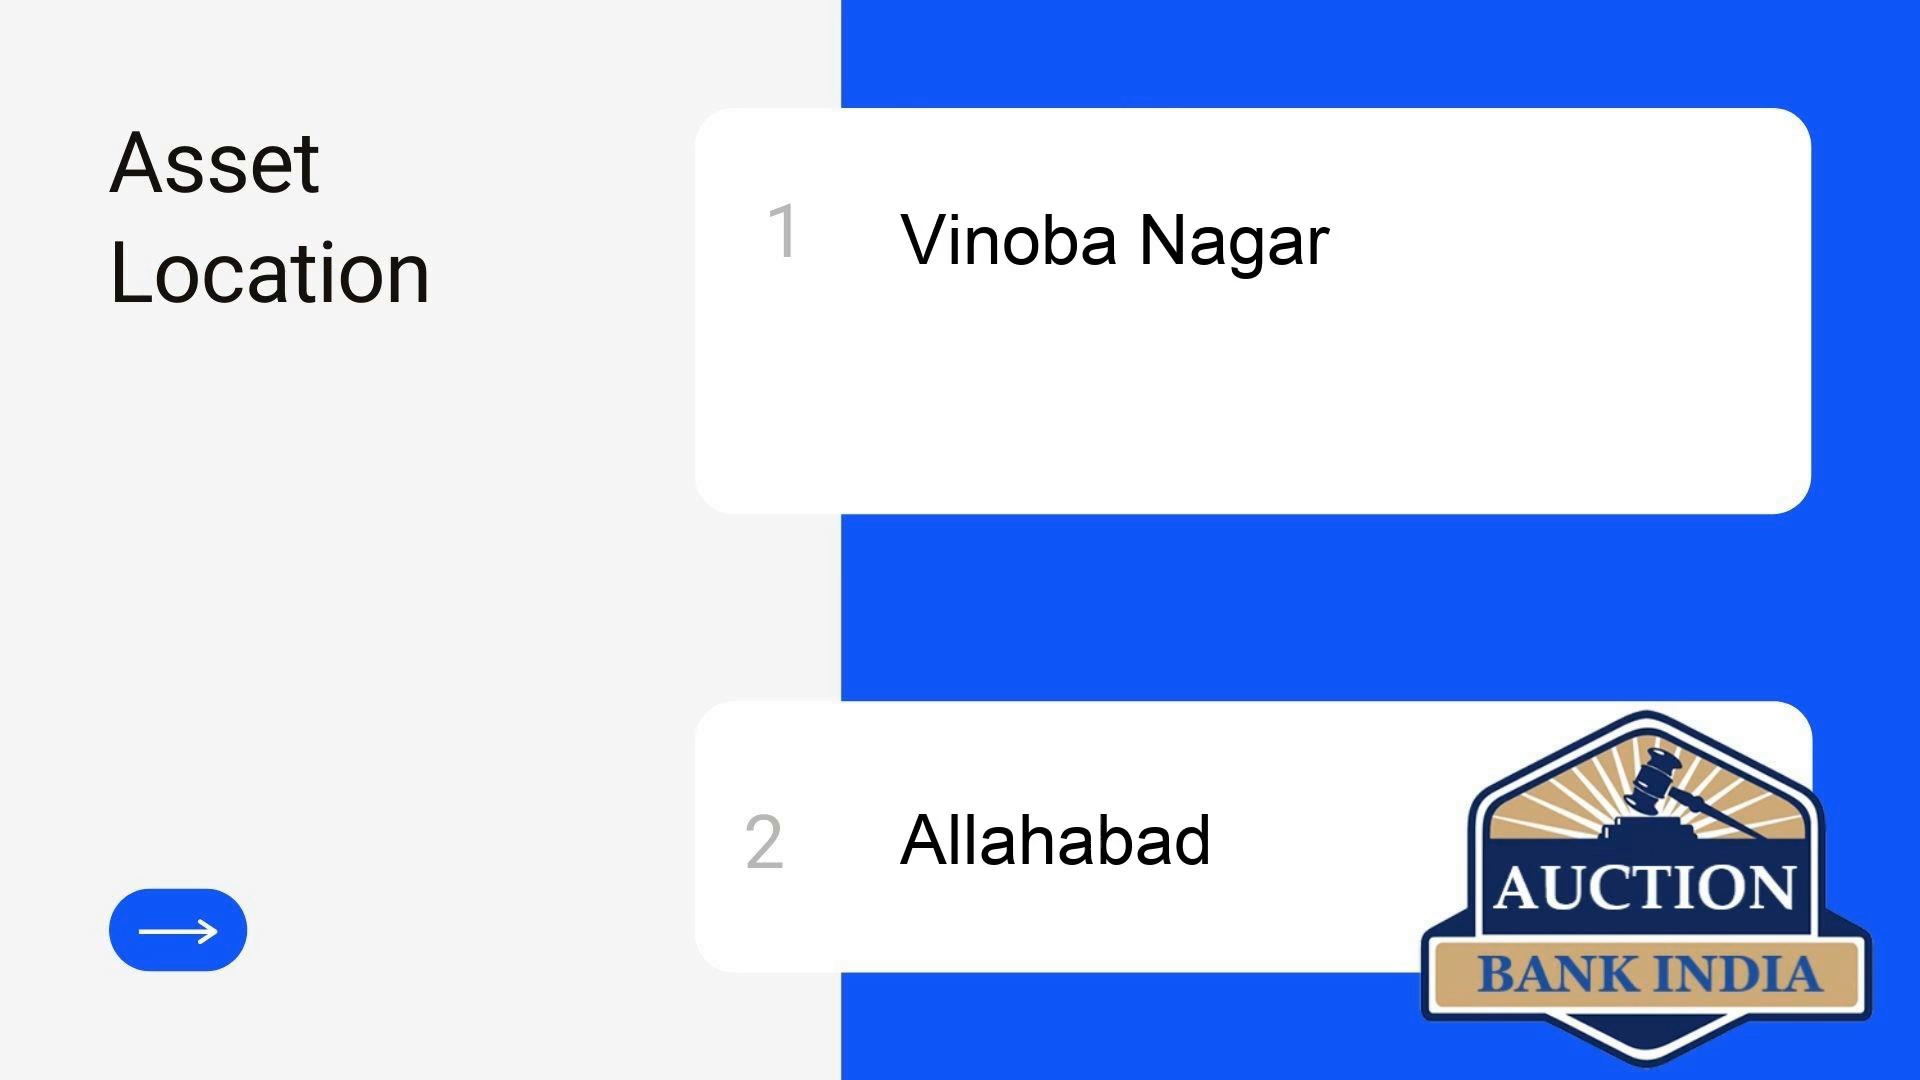 Asset
Location
1
Vinoba Nagar
2
Allahabad
AUCTION
BANK INDIA